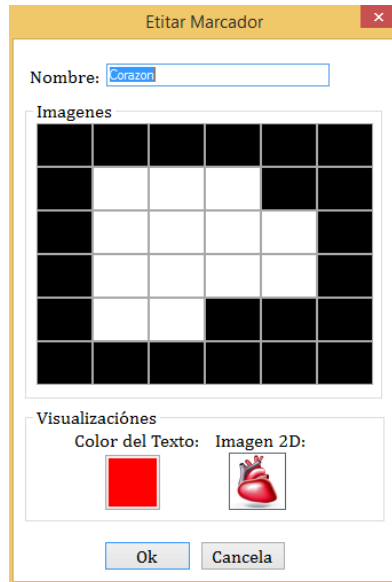 Etitar Marcador
x
Nombre: Corazon
Imagenes
Visualizaciónes
Color del Texto: Imagen 2D:
Ok Cancela